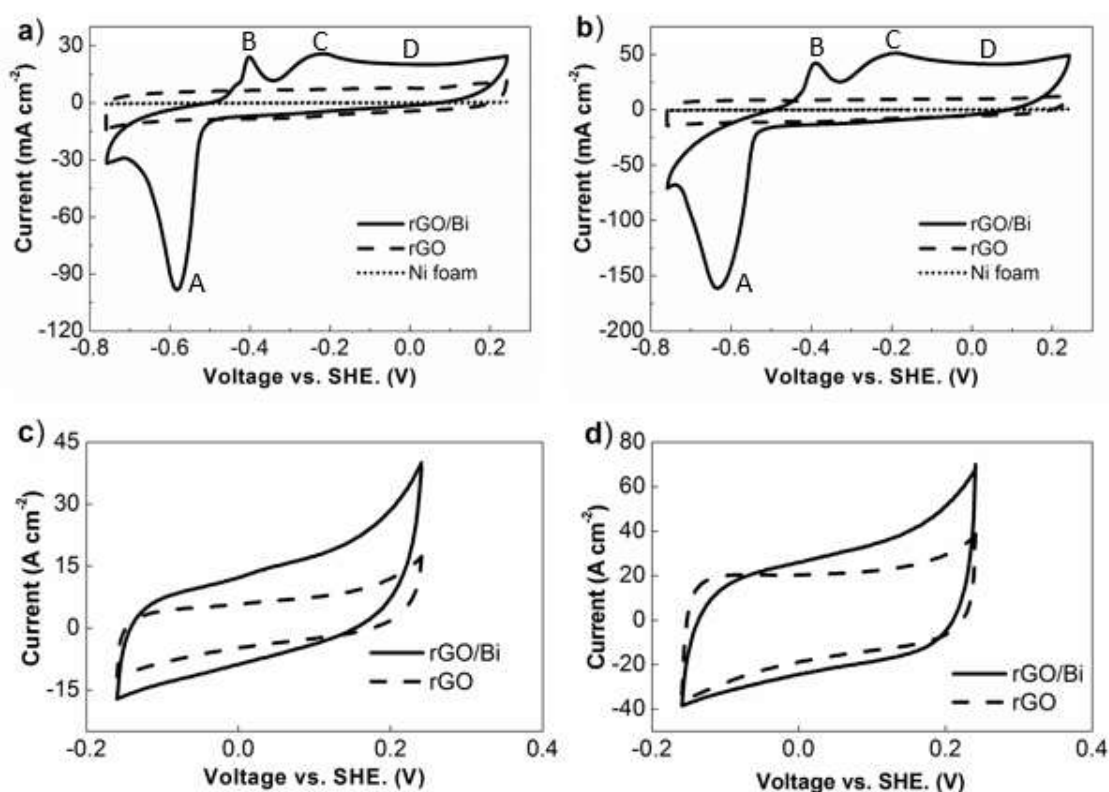 a)
30
0
-30
-60
-90
-120
Current (mA cm-2)
B C D
A
rGO/Bi
rGO
Ni foam
-0.8 -0.6 -0.4 -0.2 0.0 0.2
Voltage vs. SHE. (V)
b)
50
0
-50
-100
-150
-200
Current (mA cm-2)
B C D
A
rGO/Bi
rGO
Ni foam
-0.8 -0.6 -0.4 -0.2 0.0 0.2
Voltage vs. SHE. (V)
c)
45
30
15
0
-15
Current (A cm-2)
rGO/Bi
rGO
-0.2 0.0 0.2 0.4
Voltage vs. SHE. (V)
d)
80
60
40
20
0
-20
-40
Current (A cm-2)
rGO/Bi
rGO
-0.2 0.0 0.2 0.4
Voltage vs. SHE. (V)